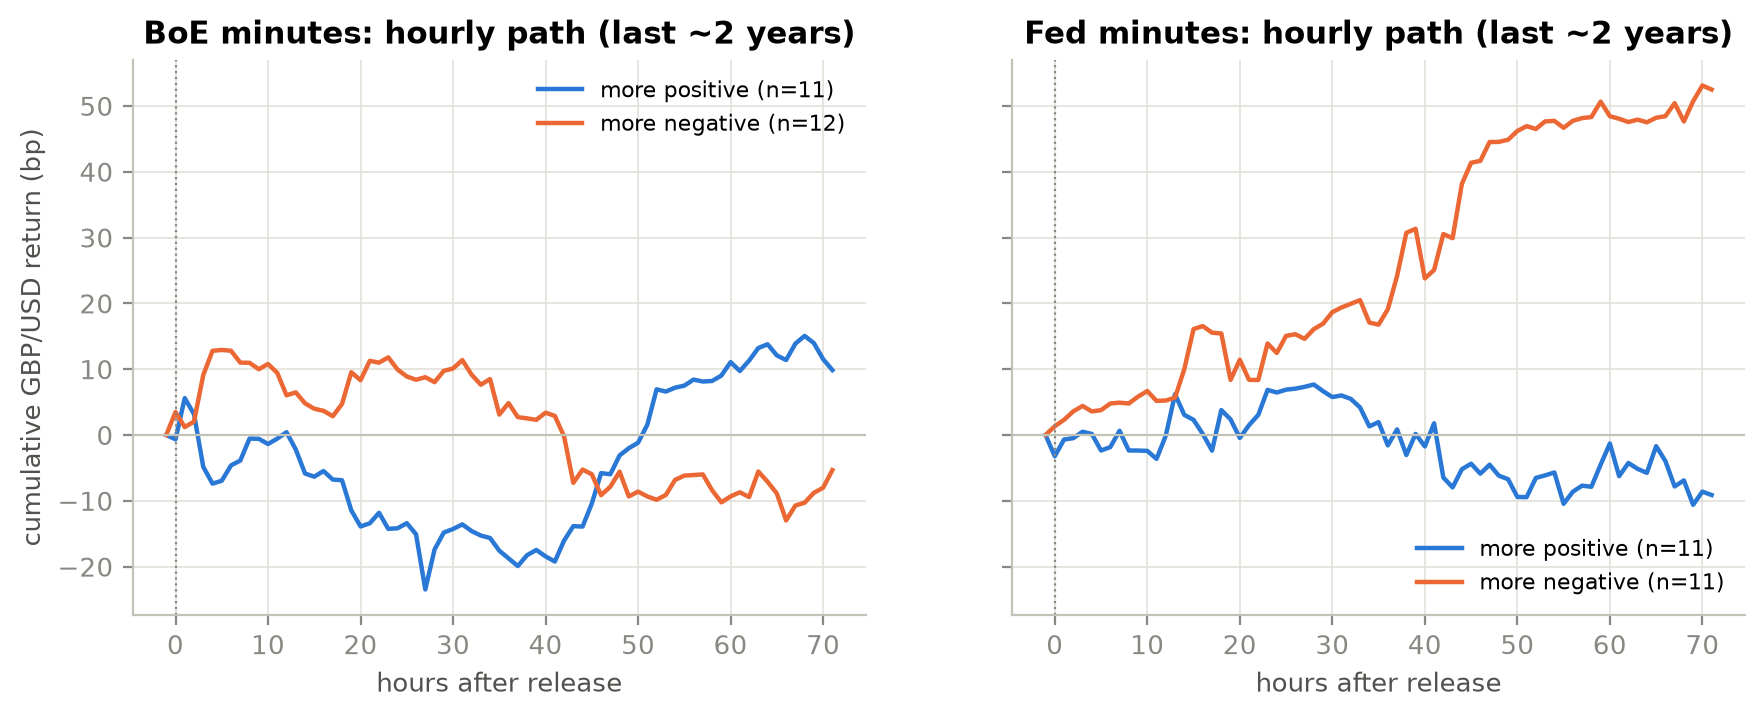 BoE minutes: hourly path (last ~2 years)
more positive (n=11)
more negative (n=12)
cumulative GBP/USD return (bp)
50
40
30
20
10
0
−10
−20
0 10 20 30 40 50 60 70
hours after release
Fed minutes: hourly path (last ~2 years)
more positive (n=11)
more negative (n=11)
0 10 20 30 40 50 60 70
hours after release